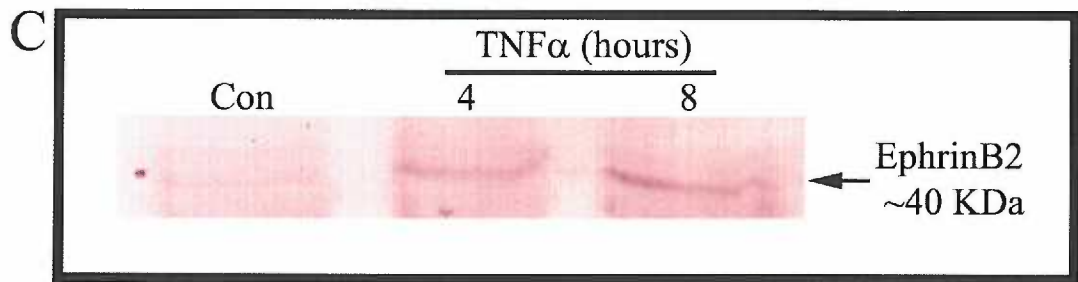 C
TNFα (hours)
Con 4 8
EphrinB2
~40 KDa